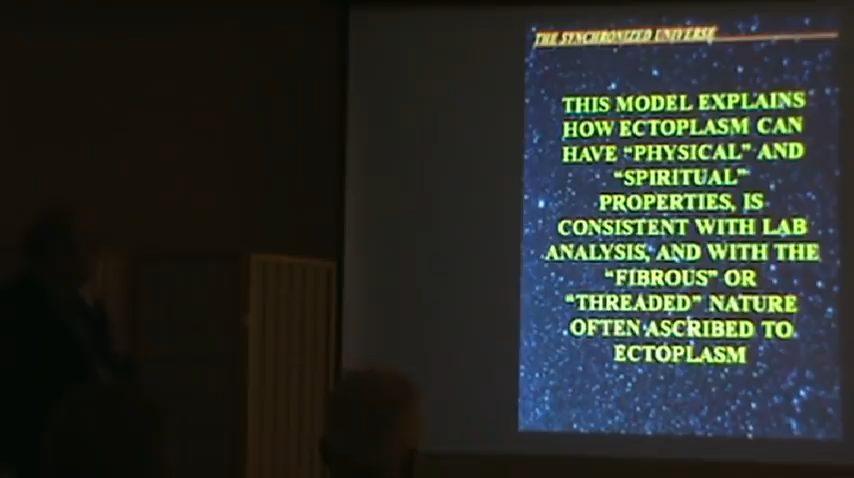 THE SYNCHRONIZED UNIVERSE
THIS MODEL EXPLAINS
HOW ECTOPLASM CAN
HAVE “PHYSICAL” AND
“SPIRITUAL”
PROPERTIES, IS
CONSISTENT WITH LAB
ANALYSIS, AND WITH THE
“FIBROUS” OR
“THREADED” NATURE
OFTEN ASCRIBED TO
ECTOPLASM